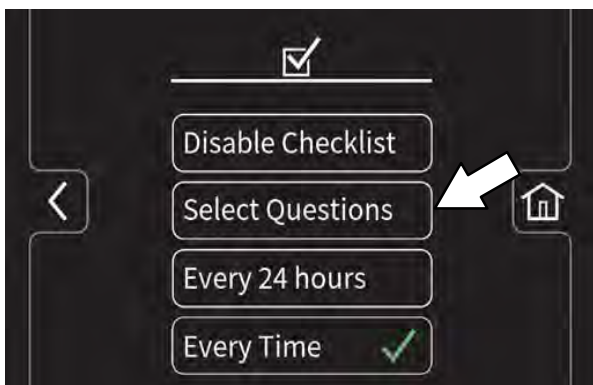 Disable Checklist
Select Questions
Every 24 hours
Every Time